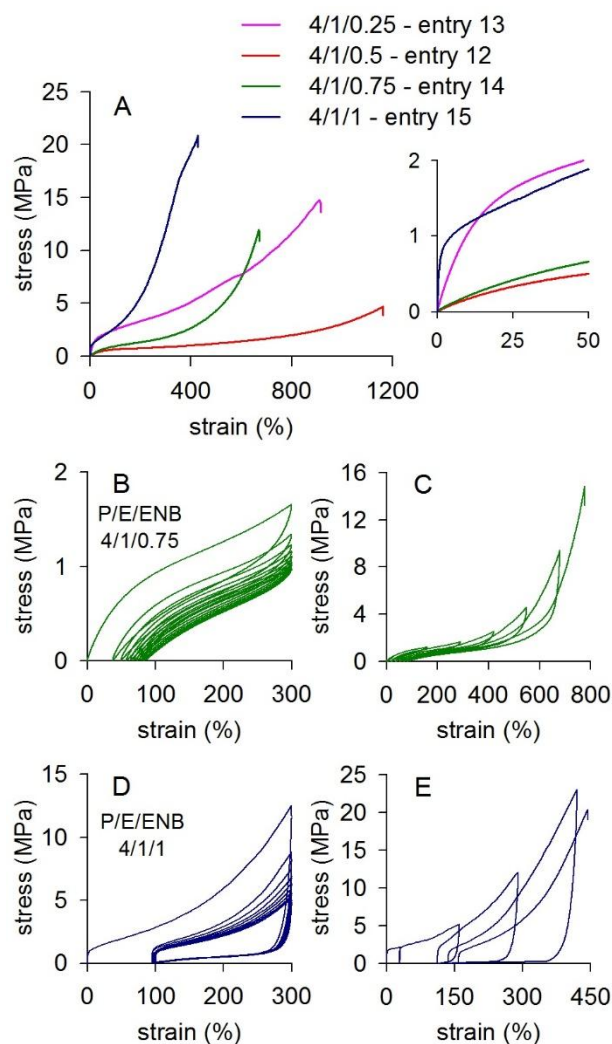 4/1/0.25 - entry 13
4/1/0.5 - entry 12
4/1/0.75 - entry 14
4/1/1 - entry 15
A
25
20
15
10
5
0
stress (MPa)
0 400 800 1200
strain (%)
2
1
0
0 25 50
B
P/E/ENB
4/1/0.75
2
1
0
stress (MPa)
0 100 200 300
strain (%)
C
16
12
8
4
0
stress (MPa)
0 200 400 600 800
strain (%)
D
P/E/ENB
4/1/1
15
10
5
0
stress (MPa)
0 100 200 300
strain (%)
E
25
20
15
10
5
0
stress (MPa)
0 150 300 450
strain (%)